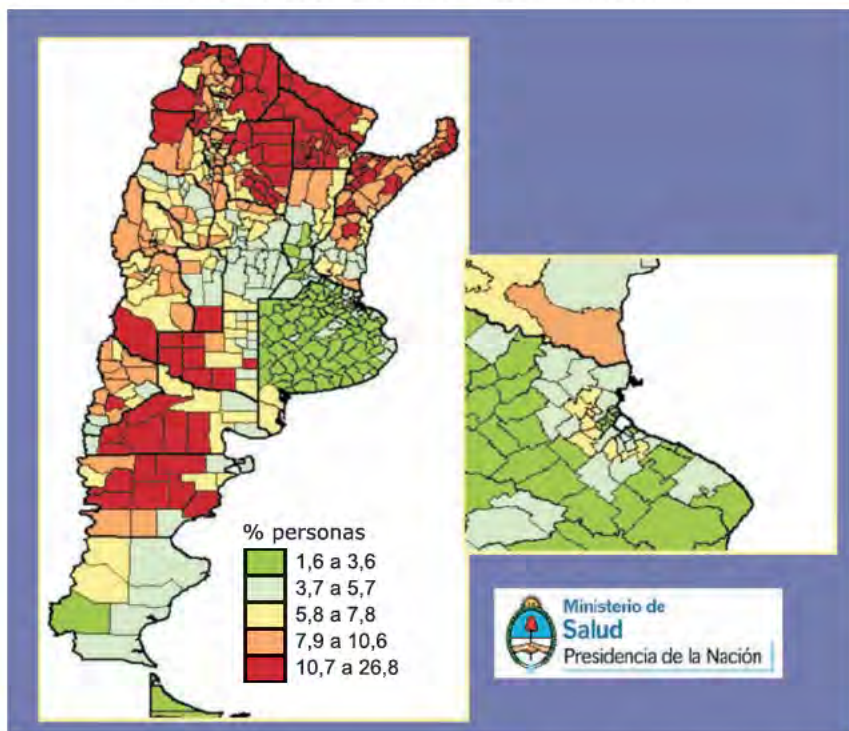 % personas
1,6 a 3,6
3,7 a 5,7
5,8 a 7,8
7,9 a 10,6
10,7 a 26,8
Ministerio de
Salud
Presidencia de la Nación